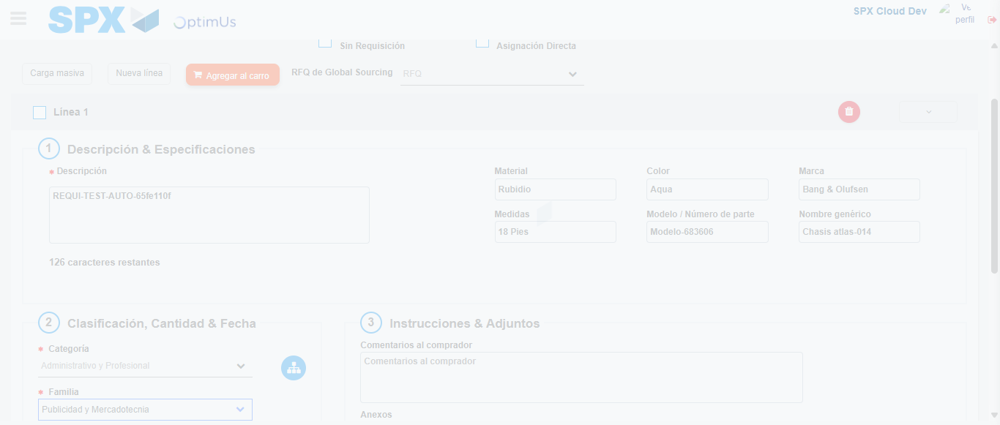 SPX
OptimUs
SPX Cloud Dev
Ve
perfil
Sin Requisición
Asignación Directa
Carga masiva
Nueva línea
Agregar al carro
RFQ de Global Sourcing
RFQ
Línea 1
1
Descripción & Especificaciones
* Descripción
REQUI-TEST-AUTO-65fe110f
126 caracteres restantes
Material
Rubidio
Color
Aqua
Marca
Bang & Olufsen
Medidas
18 Pies
Modelo / Número de parte
Modelo-683606
Nombre genérico
Chasis atlas-014
2
Clasificación, Cantidad & Fecha
* Categoría
Administrativo y Profesional
* Familia
Publicidad y Mercadotecnia
3
Instrucciones & Adjuntos
Comentarios al comprador
Comentarios al comprador
Anexos